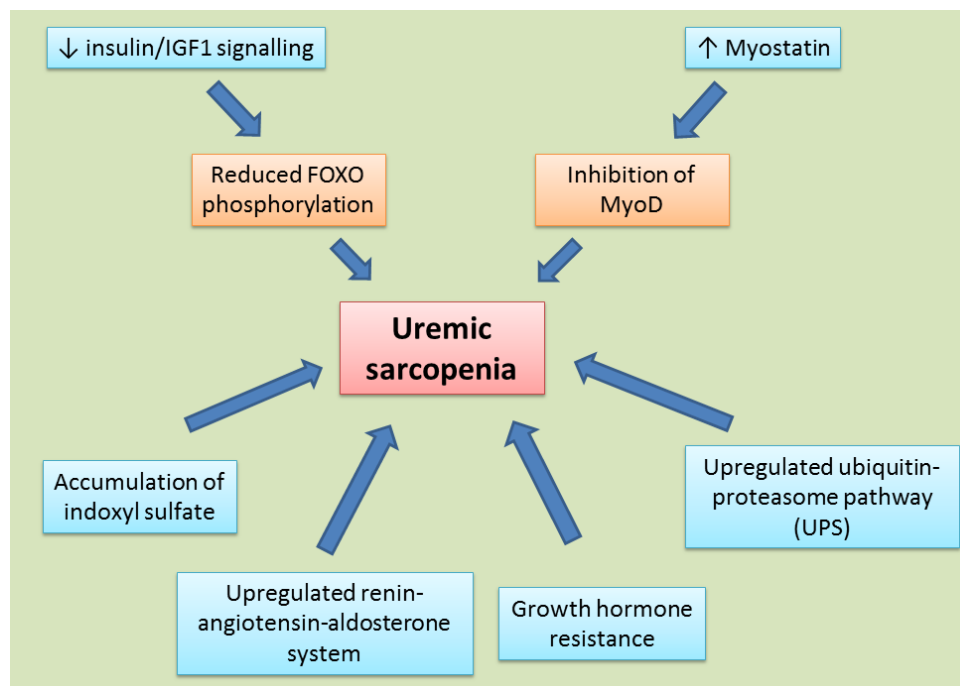 ↓ insulin/IGF1 signalling
↑ Myostatin
Reduced FOXO
phosphorylation
Inhibition of
MyoD
Uremic
sarcopenia
Accumulation of
indoxyl sulfate
Upregulated ubiquitin-
proteasome pathway
(UPS)
Upregulated renin-
angiotensin-aldosterone
system
Growth hormone
resistance